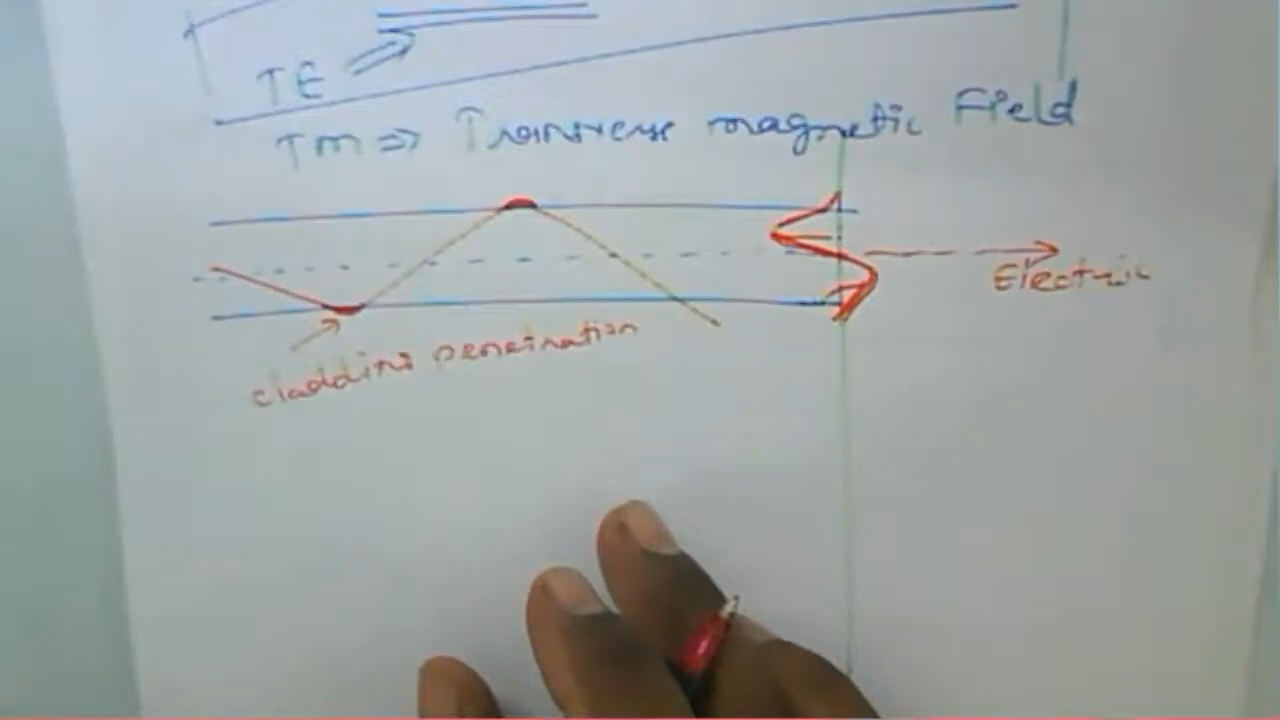 TE
TM => Transverse magnetic Field
Electric
cladding penetration